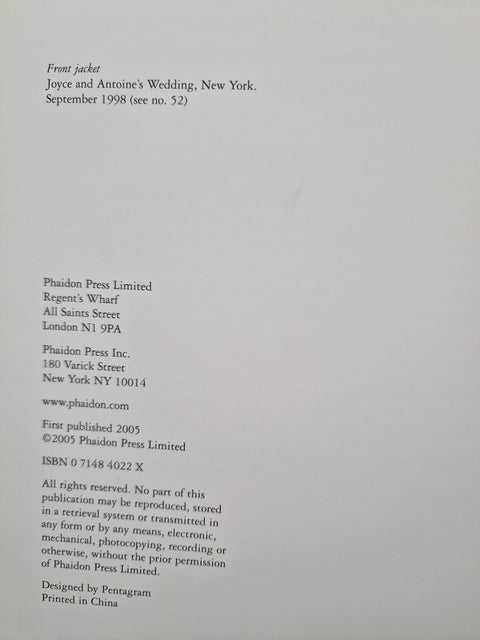 Front jacket
Joyce and Antoine's Wedding, New York.
September 1998 (see no. 52)
Phaidon Press Limited
Regent's Wharf
All Saints Street
London N1 9PA
Phaidon Press Inc.
180 Varick Street
New York NY 10014
www.phaidon.com
First published 2005
©2005 Phaidon Press Limited
ISBN 0 7148 4022 X
All rights reserved. No part of this
publication may be reproduced, stored
in a retrieval system or transmitted in
any form or by any means, electronic,
mechanical, photocopying, recording or
otherwise, without the prior permission
of Phaidon Press Limited.
Designed by Pentagram
Printed in China